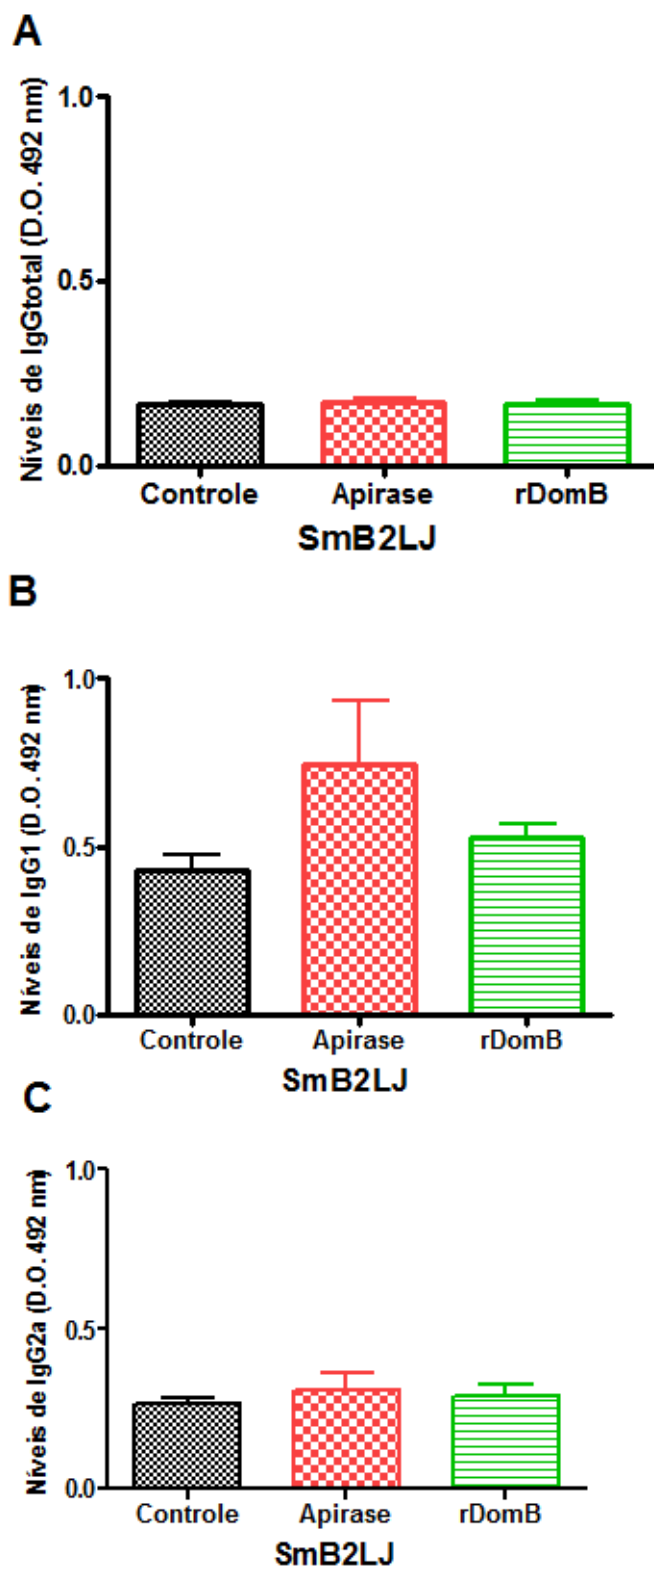 A
Níveis de IgGtotal (D.O. 492 nm)
1.0
0.5
0.0
Controle Apirase rDomB
SmB2LJ
B
Níveis de IgG1 (D.O. 492 nm)
1.0
0.5
0.0
Controle Apirase rDomB
SmB2LJ
C
Níveis de IgG2a (D.O. 492 nm)
1.0
0.5
0.0
Controle Apirase rDomB
SmB2LJ